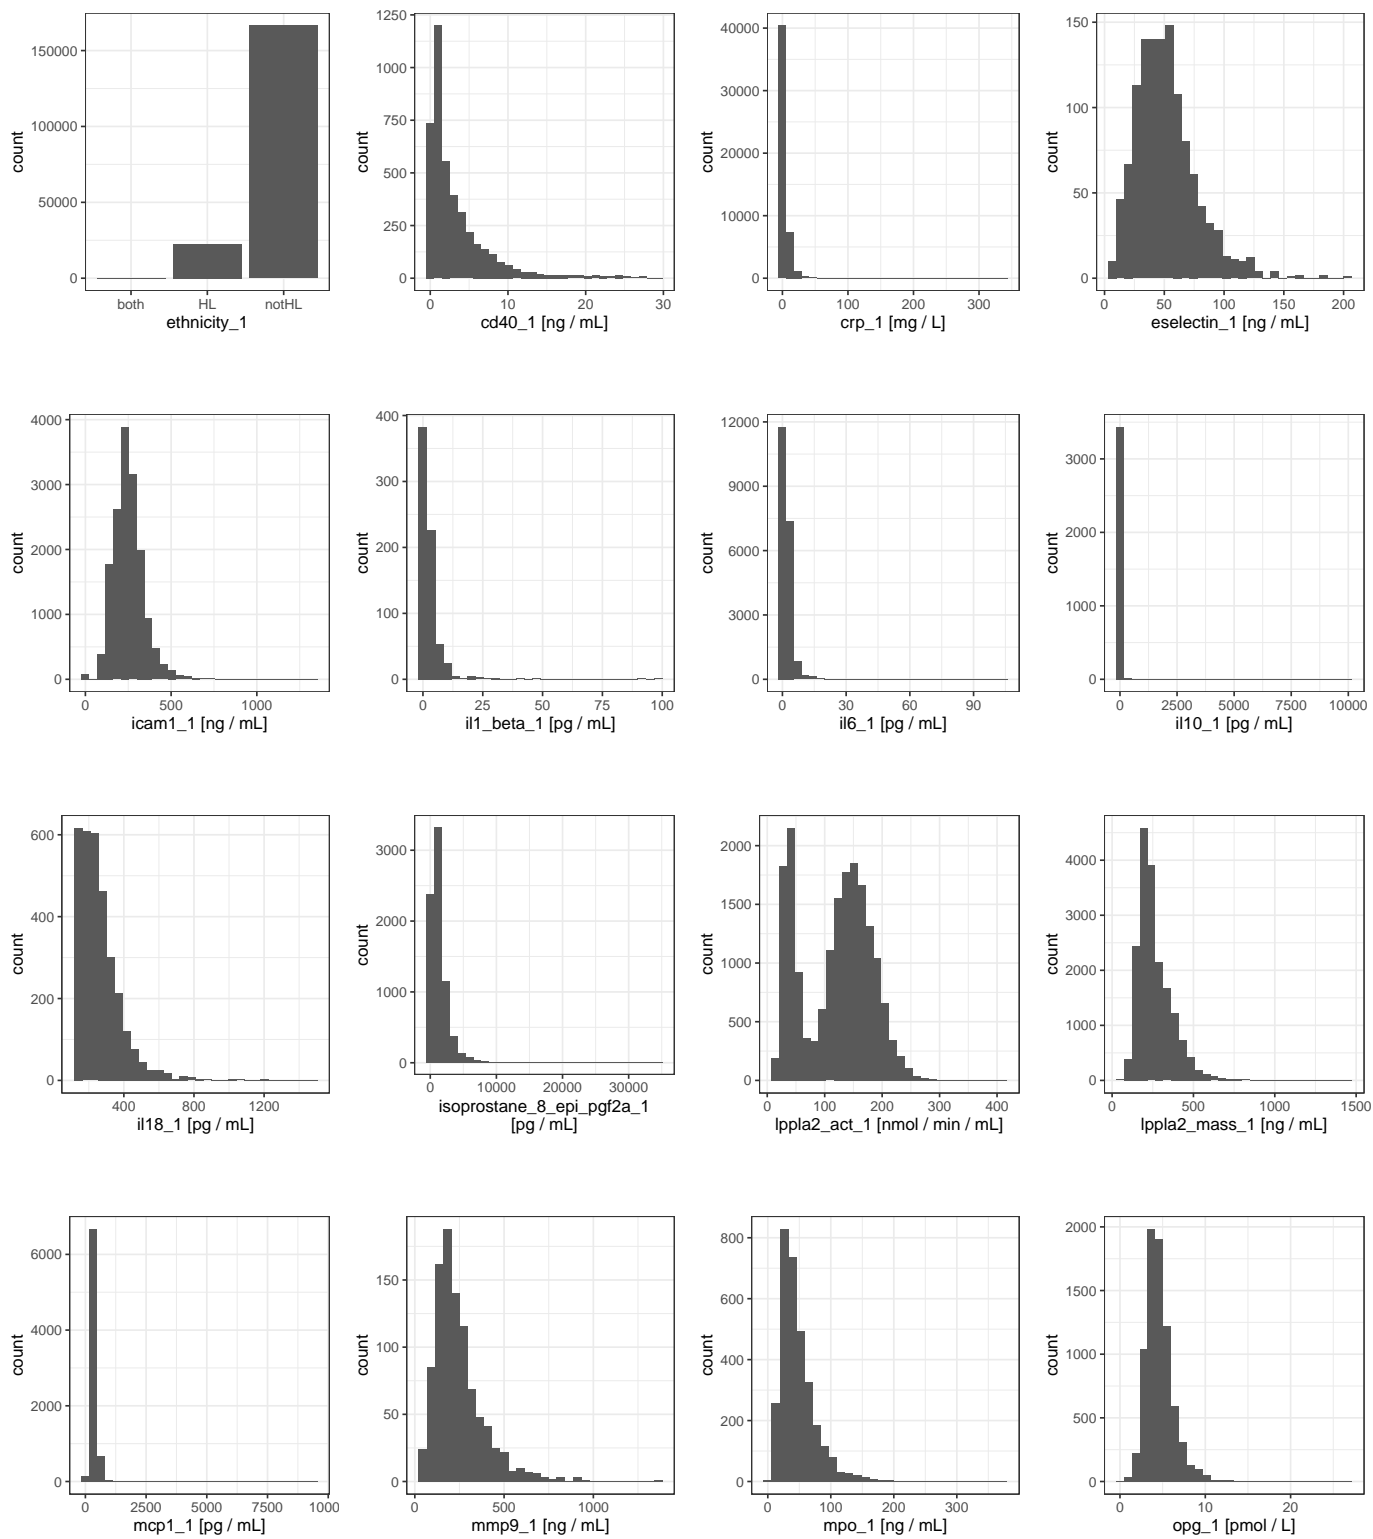 150000
100000
50000
0
count
both HL notHL
ethnicity_1
1250
1000
750
500
250
0
count
0 10 20 30
cd40_1 [ng / mL]
40000
30000
20000
10000
0
count
0 100 200 300
crp_1 [mg / L]
150
100
50
0
count
0 50 100 150 200
eselectin_1 [ng / mL]
4000
3000
2000
1000
0
count
0 500 1000
icam1_1 [ng / mL]
400
300
200
100
0
count
0 25 50 75 100
il1_beta_1 [pg / mL]
12000
9000
6000
3000
0
count
0 30 60 90
il6_1 [pg / mL]
3000
2000
1000
0
count
0 2500 5000 7500 10000
il10_1 [pg / mL]
600
400
200
0
count
400 800 1200
il18_1 [pg / mL]
3000
2000
1000
0
count
0 10000 20000 30000
isoprostane_8_epi_pgf2a_1
[pg / mL]
2000
1500
1000
500
0
count
0 100 200 300 400
lppla2_act_1 [nmol / min / mL]
4000
3000
2000
1000
0
count
0 500 1000 1500
lppla2_mass_1 [ng / mL]
6000
4000
2000
0
count
0 2500 5000 7500 10000
mcp1_1 [pg / mL]
150
100
50
0
count
0 500 1000
mmp9_1 [ng / mL]
800
600
400
200
0
count
0 100 200 300
mpo_1 [ng / mL]
2000
1500
1000
500
0
count
0 10 20
opg_1 [pmol / L]